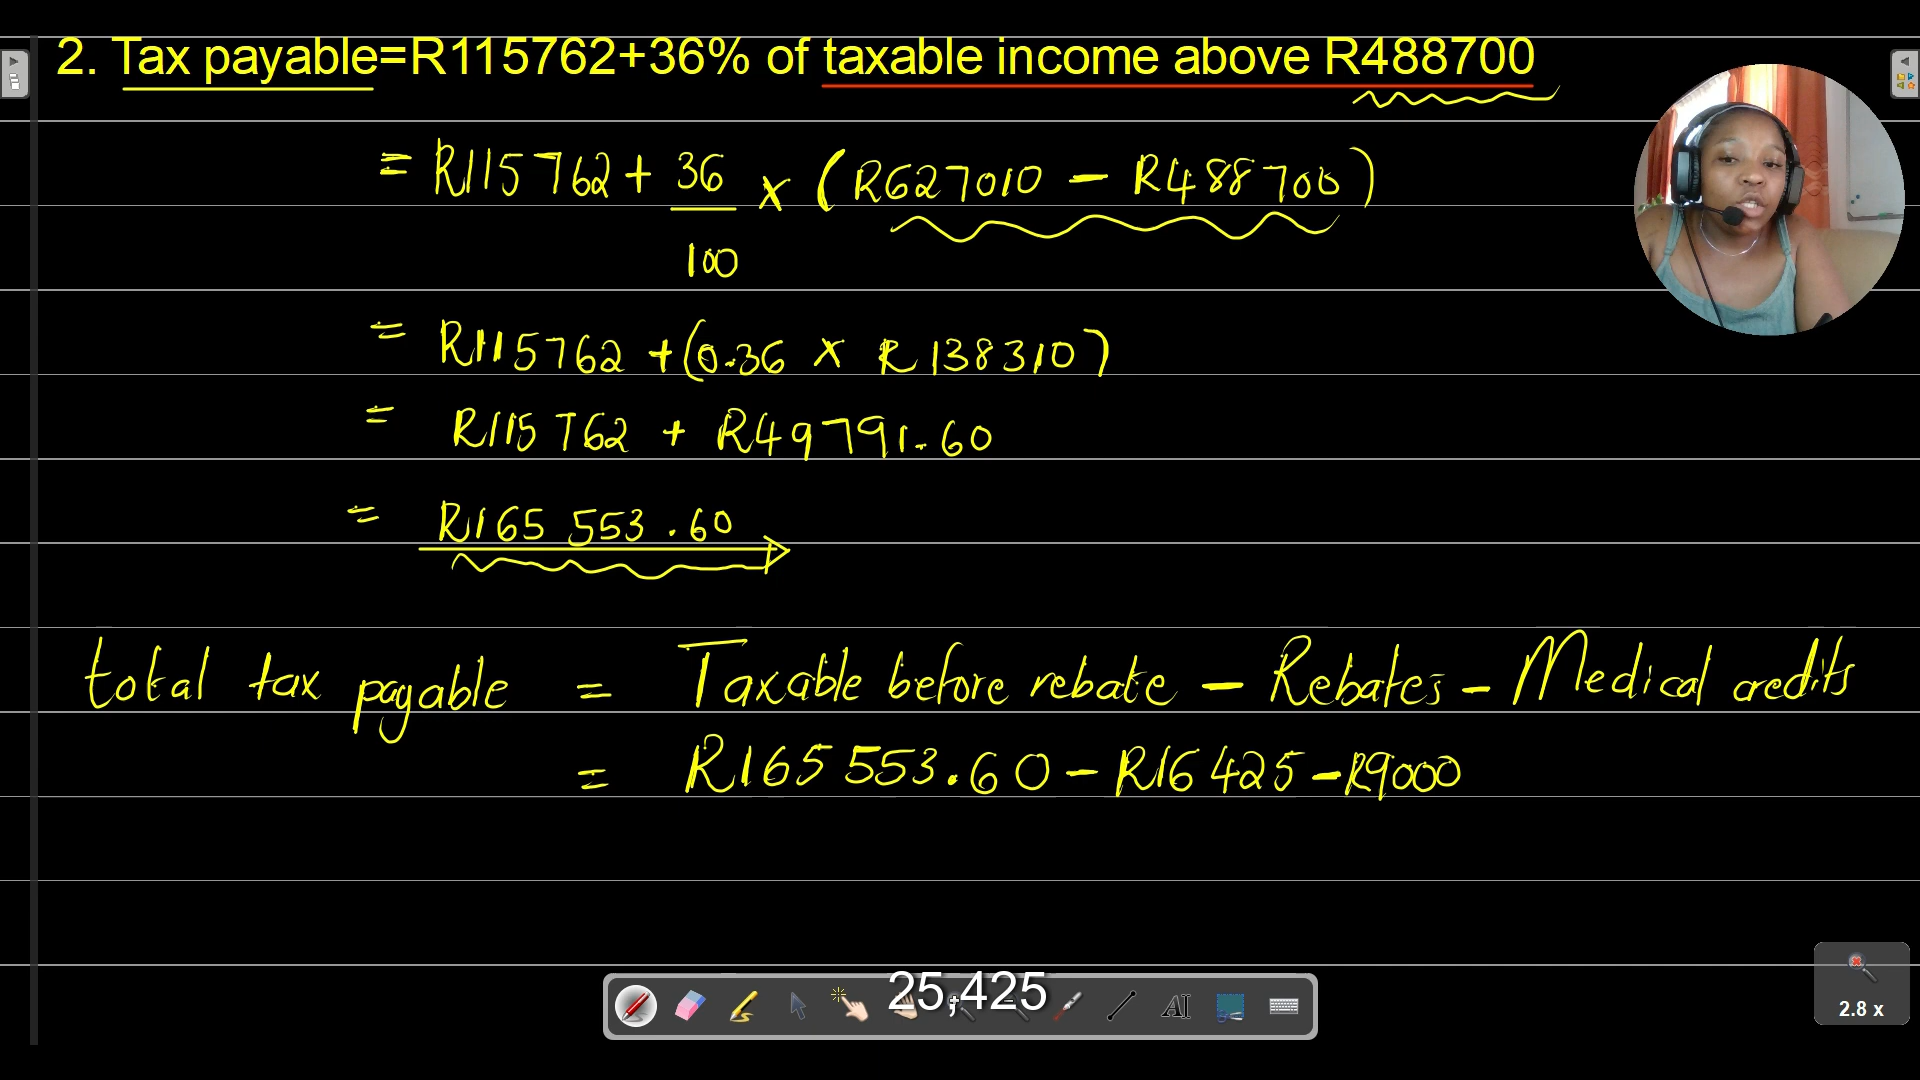 2. Tax payable=R115762+36% of taxable income above R488700
= R115762 + 36/100 × (R627010 - R488700)
= R115762 + (0.36 × R138310)
= R115762 + R49791.60
= R165 553.60
total tax payable = Taxable before rebate - Rebates - Medical credits
= R165 553.60 - R16 425 - R9000
25,425
AI
2.8 x